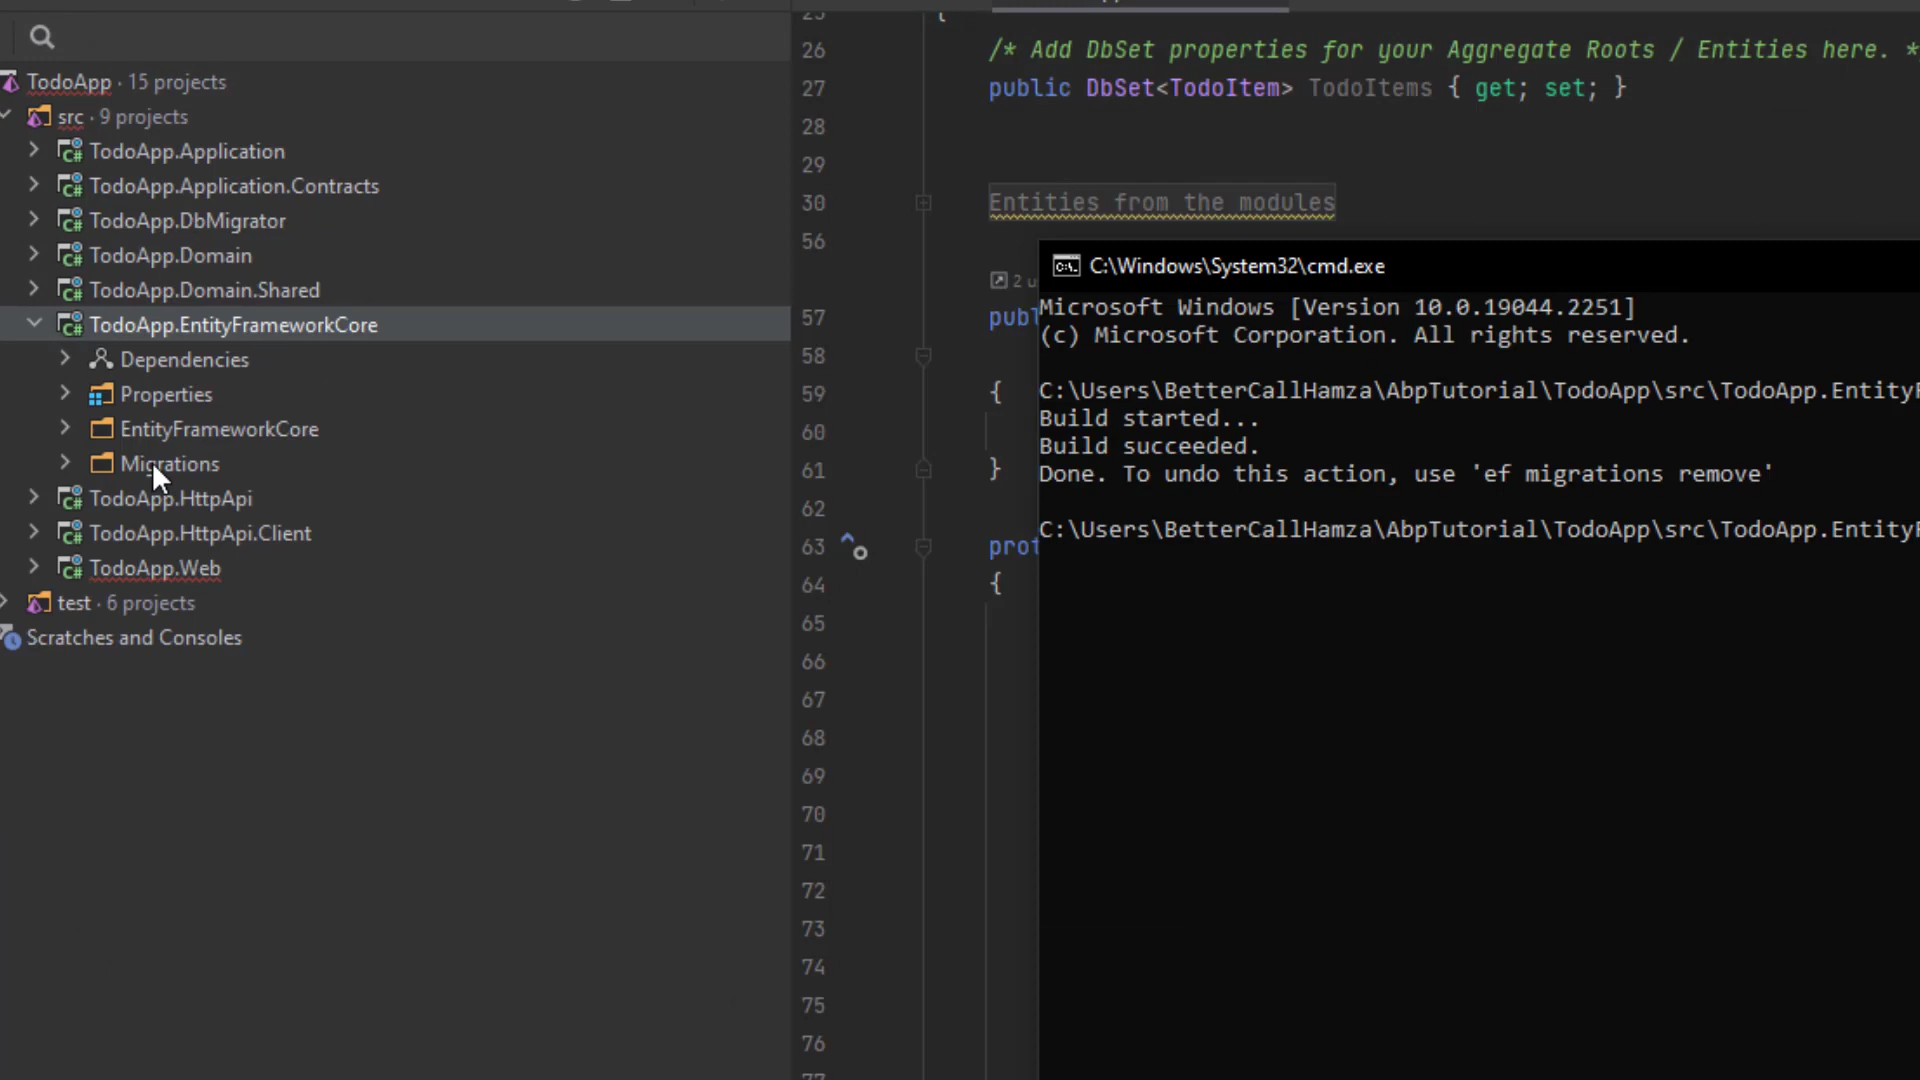 TodoApp · 15 projects
src · 9 projects
TodoApp.Application
TodoApp.Application.Contracts
TodoApp.DbMigrator
TodoApp.Domain
TodoApp.Domain.Shared
TodoApp.EntityFrameworkCore
Dependencies
Properties
EntityFrameworkCore
Migrations
TodoApp.HttpApi
TodoApp.HttpApi.Client
TodoApp.Web
test · 6 projects
Scratches and Consoles
25 {
26 /* Add DbSet properties for your Aggregate Roots / Entities here. *
27 public DbSet<TodoItem> TodoItems { get; set; }
28
29
30 Entities from the modules
56
2 u
57 publ
58
59 {
60
61 }
62
63 prot
64 {
65
66
67
68
69
70
71
72
73
74
75
76
77
C:\Windows\System32\cmd.exe
Microsoft Windows [Version 10.0.19044.2251]
(c) Microsoft Corporation. All rights reserved.
C:\Users\BetterCallHamza\AbpTutorial\TodoApp\src\TodoApp.EntityF
Build started...
Build succeeded.
Done. To undo this action, use 'ef migrations remove'
C:\Users\BetterCallHamza\AbpTutorial\TodoApp\src\TodoApp.EntityF